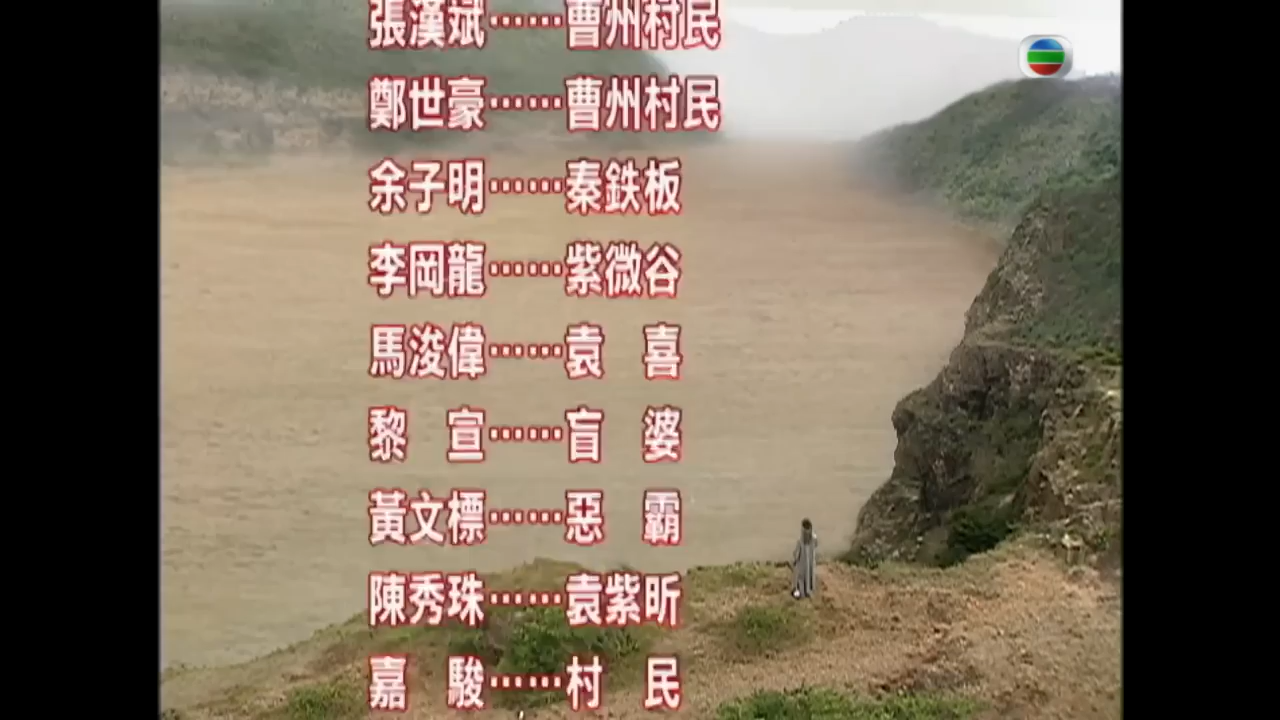 張漢斌……曹州村民
鄭世豪……曹州村民
余子明……秦鉄板
李岡龍……紫微谷
馬浚偉……袁　喜
黎　宣……盲　婆
黃文標……惡　霸
陳秀珠……袁紫昕
嘉　駿……村　民